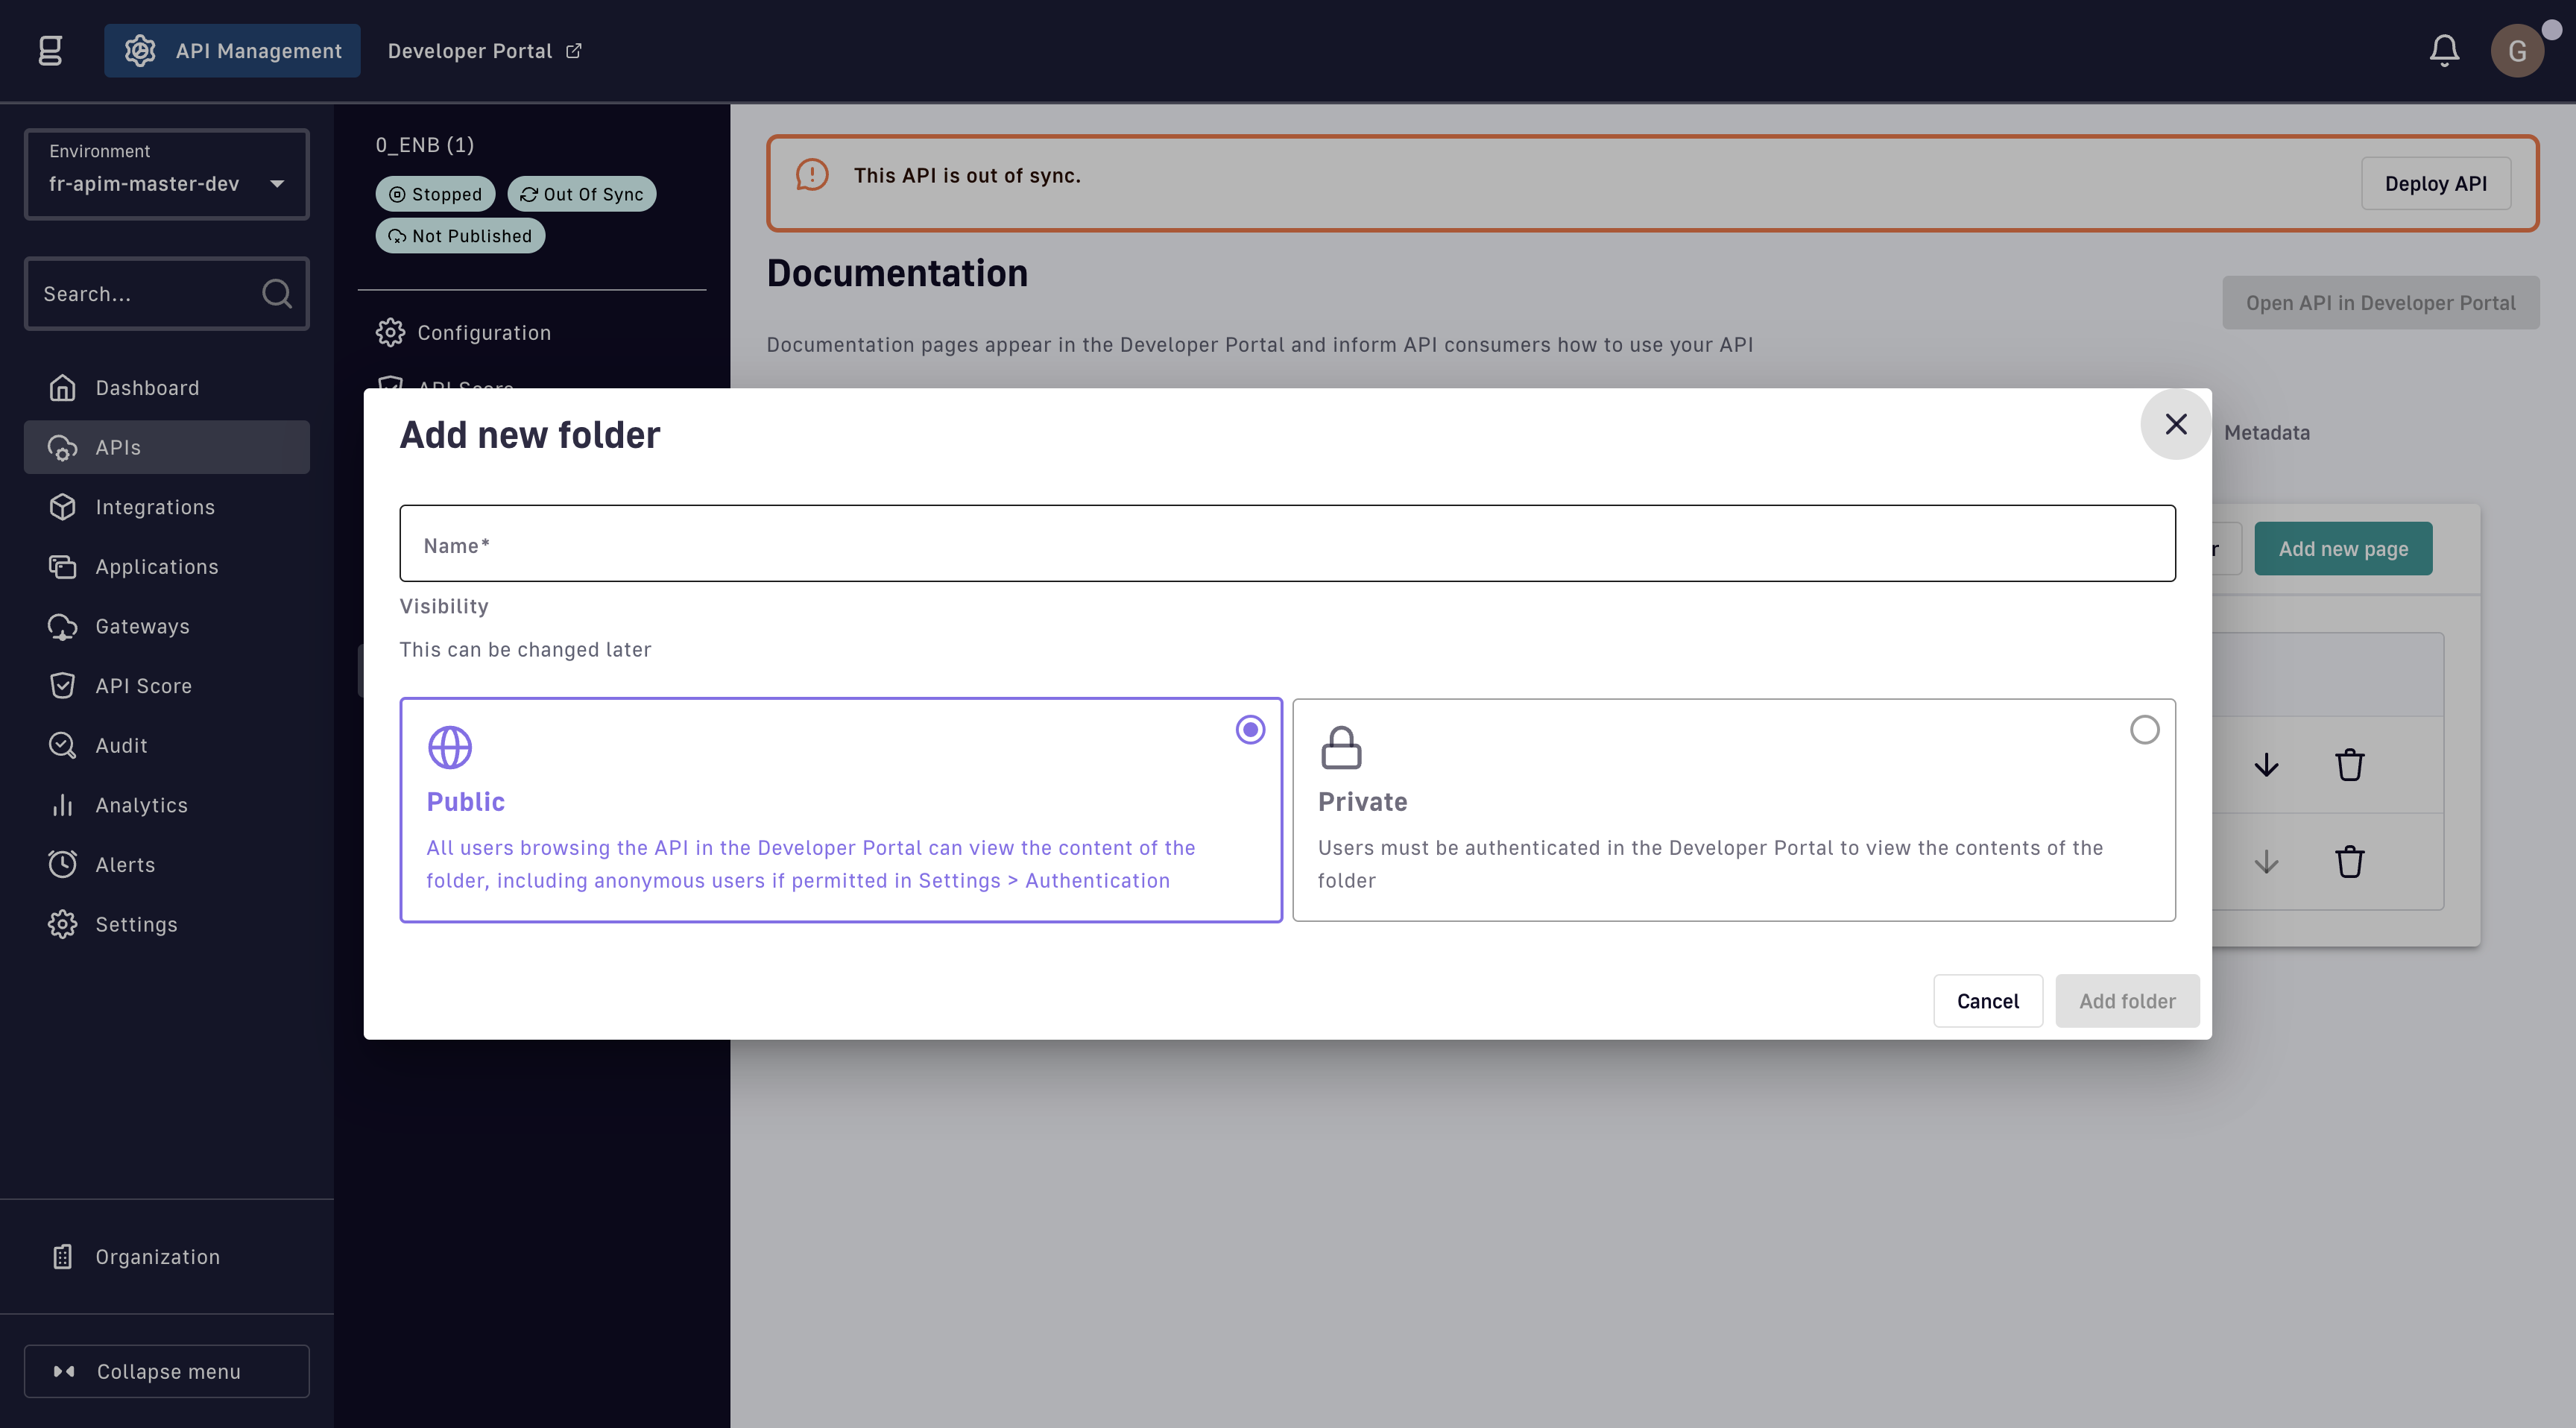 API Management
Developer Portal
G
Environment
fr-apim-master-dev
Search...
Dashboard
APIs
Integrations
Applications
Gateways
API Score
Audit
Analytics
Alerts
Settings
Organization
Collapse menu
0_ENB (1)
Stopped
Out Of Sync
Not Published
Configuration
API Score
This API is out of sync.
Deploy API
Documentation
Open API in Developer Portal
Documentation pages appear in the Developer Portal and inform API consumers how to use your API
Metadata
r
Add new page
Add new folder
Name*
Visibility
This can be changed later
Public
All users browsing the API in the Developer Portal can view the content of the
folder, including anonymous users if permitted in Settings > Authentication
Private
Users must be authenticated in the Developer Portal to view the contents of the
folder
Cancel
Add folder